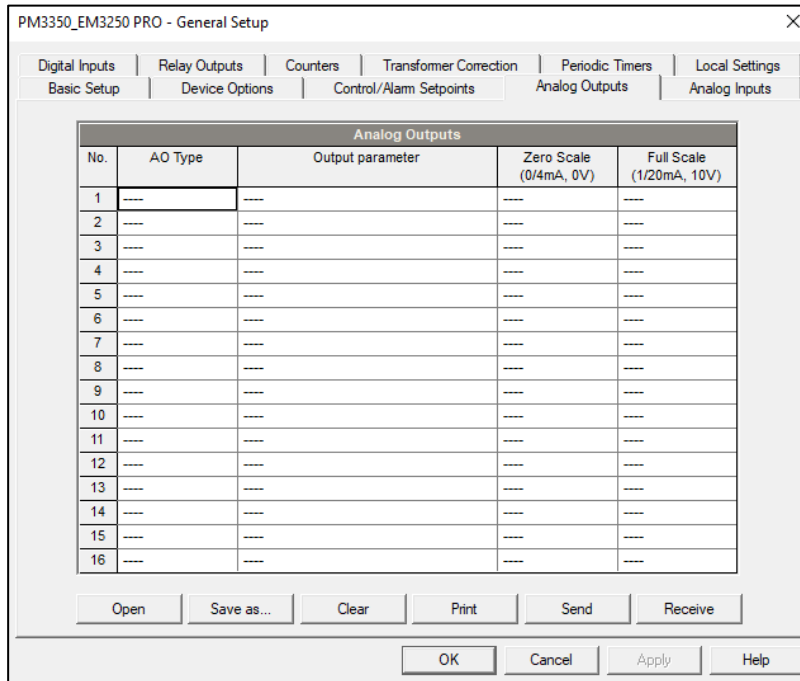 PM3350_EM3250 PRO - General Setup
Digital Inputs Relay Outputs Counters Transformer Correction Periodic Timers Local Settings
Basic Setup Device Options Control/Alarm Setpoints Analog Outputs Analog Inputs
Analog Outputs
No. AO Type Output parameter Zero Scale (0/4mA, 0V) Full Scale (1/20mA, 10V)
1 ---- ---- ---- ----
2 ---- ---- ---- ----
3 ---- ---- ---- ----
4 ---- ---- ---- ----
5 ---- ---- ---- ----
6 ---- ---- ---- ----
7 ---- ---- ---- ----
8 ---- ---- ---- ----
9 ---- ---- ---- ----
10 ---- ---- ---- ----
11 ---- ---- ---- ----
12 ---- ---- ---- ----
13 ---- ---- ---- ----
14 ---- ---- ---- ----
15 ---- ---- ---- ----
16 ---- ---- ---- ----
Open Save as... Clear Print Send Receive
OK Cancel Apply Help